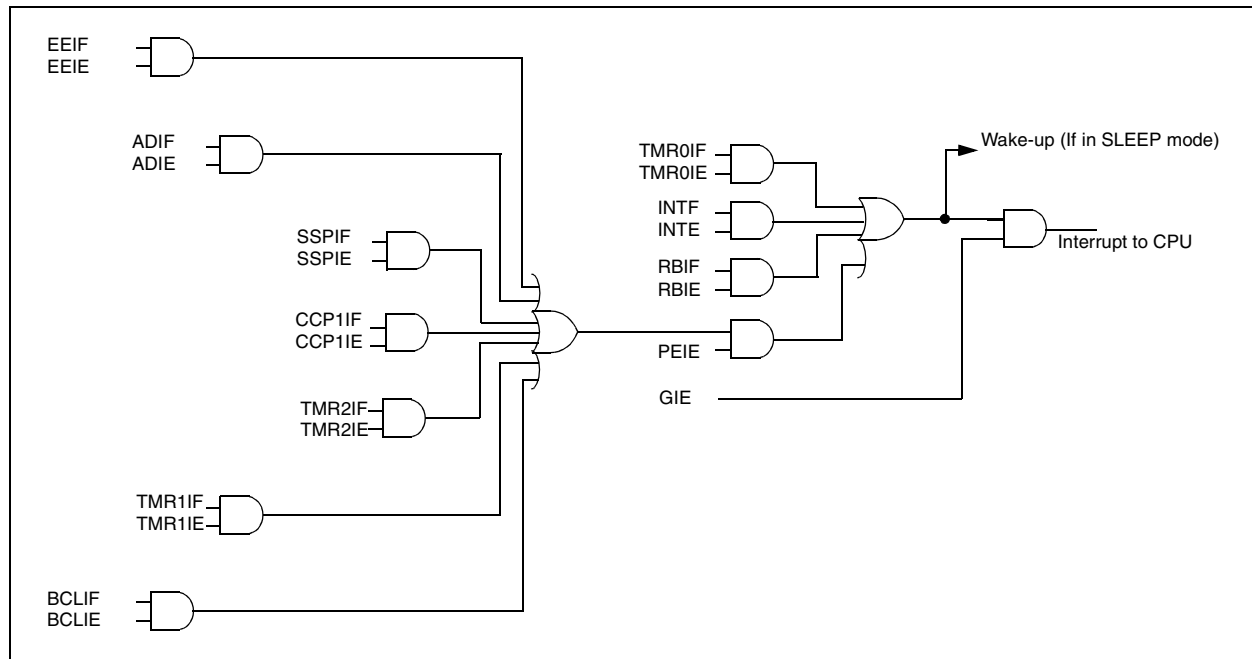 EEIF
EEIE
ADIF
ADIE
SSPIF
SSPIE
CCP1IF
CCP1IE
TMR2IF
TMR2IE
TMR1IF
TMR1IE
BCLIF
BCLIE
TMR0IF
TMR0IE
INTF
INTE
RBIF
RBIE
PEIE
GIE
Wake-up (If in SLEEP mode)
Interrupt to CPU